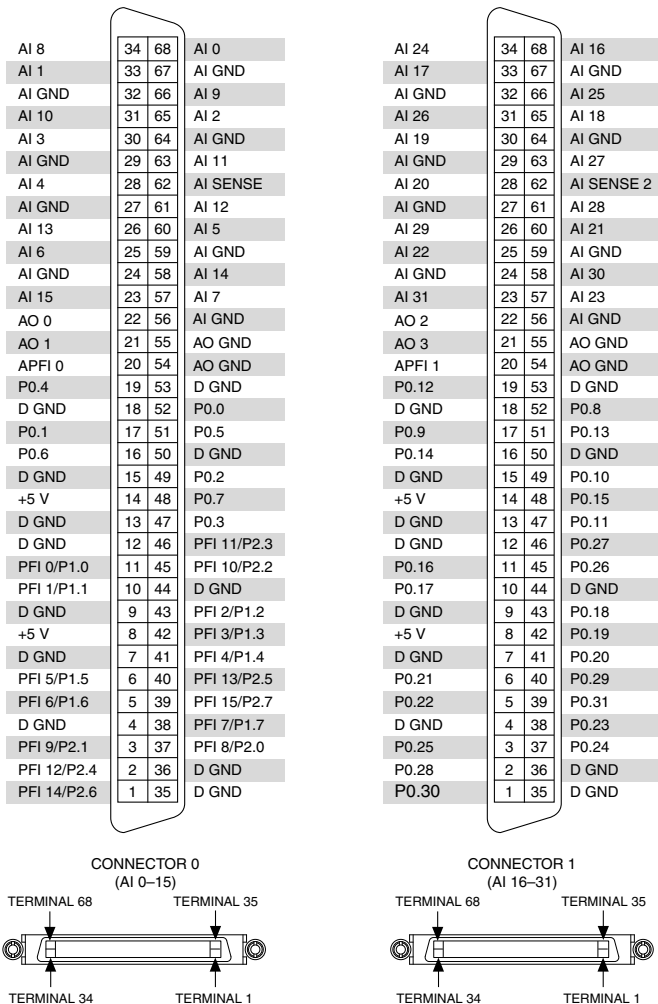 AI 8 34 68 AI 0 AI 24 34 68 AI 16
AI 1 33 67 AI GND AI 17 33 67 AI GND
AI GND 32 66 AI 9 AI GND 32 66 AI 25
AI 10 31 65 AI 2 AI 26 31 65 AI 18
AI 3 30 64 AI GND AI 19 30 64 AI GND
AI GND 29 63 AI 11 AI GND 29 63 AI 27
AI 4 28 62 AI SENSE AI 20 28 62 AI SENSE 2
AI GND 27 61 AI 12 AI GND 27 61 AI 28
AI 13 26 60 AI 5 AI 29 26 60 AI 21
AI 6 25 59 AI GND AI 22 25 59 AI GND
AI GND 24 58 AI 14 AI GND 24 58 AI 30
AI 15 23 57 AI 7 AI 31 23 57 AI 23
AO 0 22 56 AI GND AO 2 22 56 AI GND
AO 1 21 55 AO GND AO 3 21 55 AO GND
APFI 0 20 54 AO GND APFI 1 20 54 AO GND
P0.4 19 53 D GND P0.12 19 53 D GND
D GND 18 52 P0.0 D GND 18 52 P0.8
P0.1 17 51 P0.5 P0.9 17 51 P0.13
P0.6 16 50 D GND P0.14 16 50 D GND
D GND 15 49 P0.2 D GND 15 49 P0.10
+5 V 14 48 P0.7 +5 V 14 48 P0.15
D GND 13 47 P0.3 D GND 13 47 P0.11
D GND 12 46 PFI 11/P2.3 D GND 12 46 P0.27
PFI 0/P1.0 11 45 PFI 10/P2.2 P0.16 11 45 P0.26
PFI 1/P1.1 10 44 D GND P0.17 10 44 D GND
D GND 9 43 PFI 2/P1.2 D GND 9 43 P0.18
+5 V 8 42 PFI 3/P1.3 +5 V 8 42 P0.19
D GND 7 41 PFI 4/P1.4 D GND 7 41 P0.20
PFI 5/P1.5 6 40 PFI 13/P2.5 P0.21 6 40 P0.29
PFI 6/P1.6 5 39 PFI 15/P2.7 P0.22 5 39 P0.31
D GND 4 38 PFI 7/P1.7 D GND 4 38 P0.23
PFI 9/P2.1 3 37 PFI 8/P2.0 P0.25 3 37 P0.24
PFI 12/P2.4 2 36 D GND P0.28 2 36 D GND
PFI 14/P2.6 1 35 D GND P0.30 1 35 D GND
CONNECTOR 0 CONNECTOR 1
(AI 0–15) (AI 16–31)
TERMINAL 68 TERMINAL 35 TERMINAL 68 TERMINAL 35
TERMINAL 34 TERMINAL 1 TERMINAL 34 TERMINAL 1